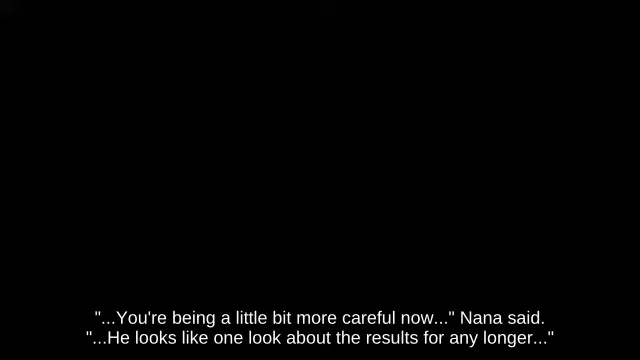 "...You're being a little bit more careful now..." Nana said.
"...He looks like one look about the results for any longer..."